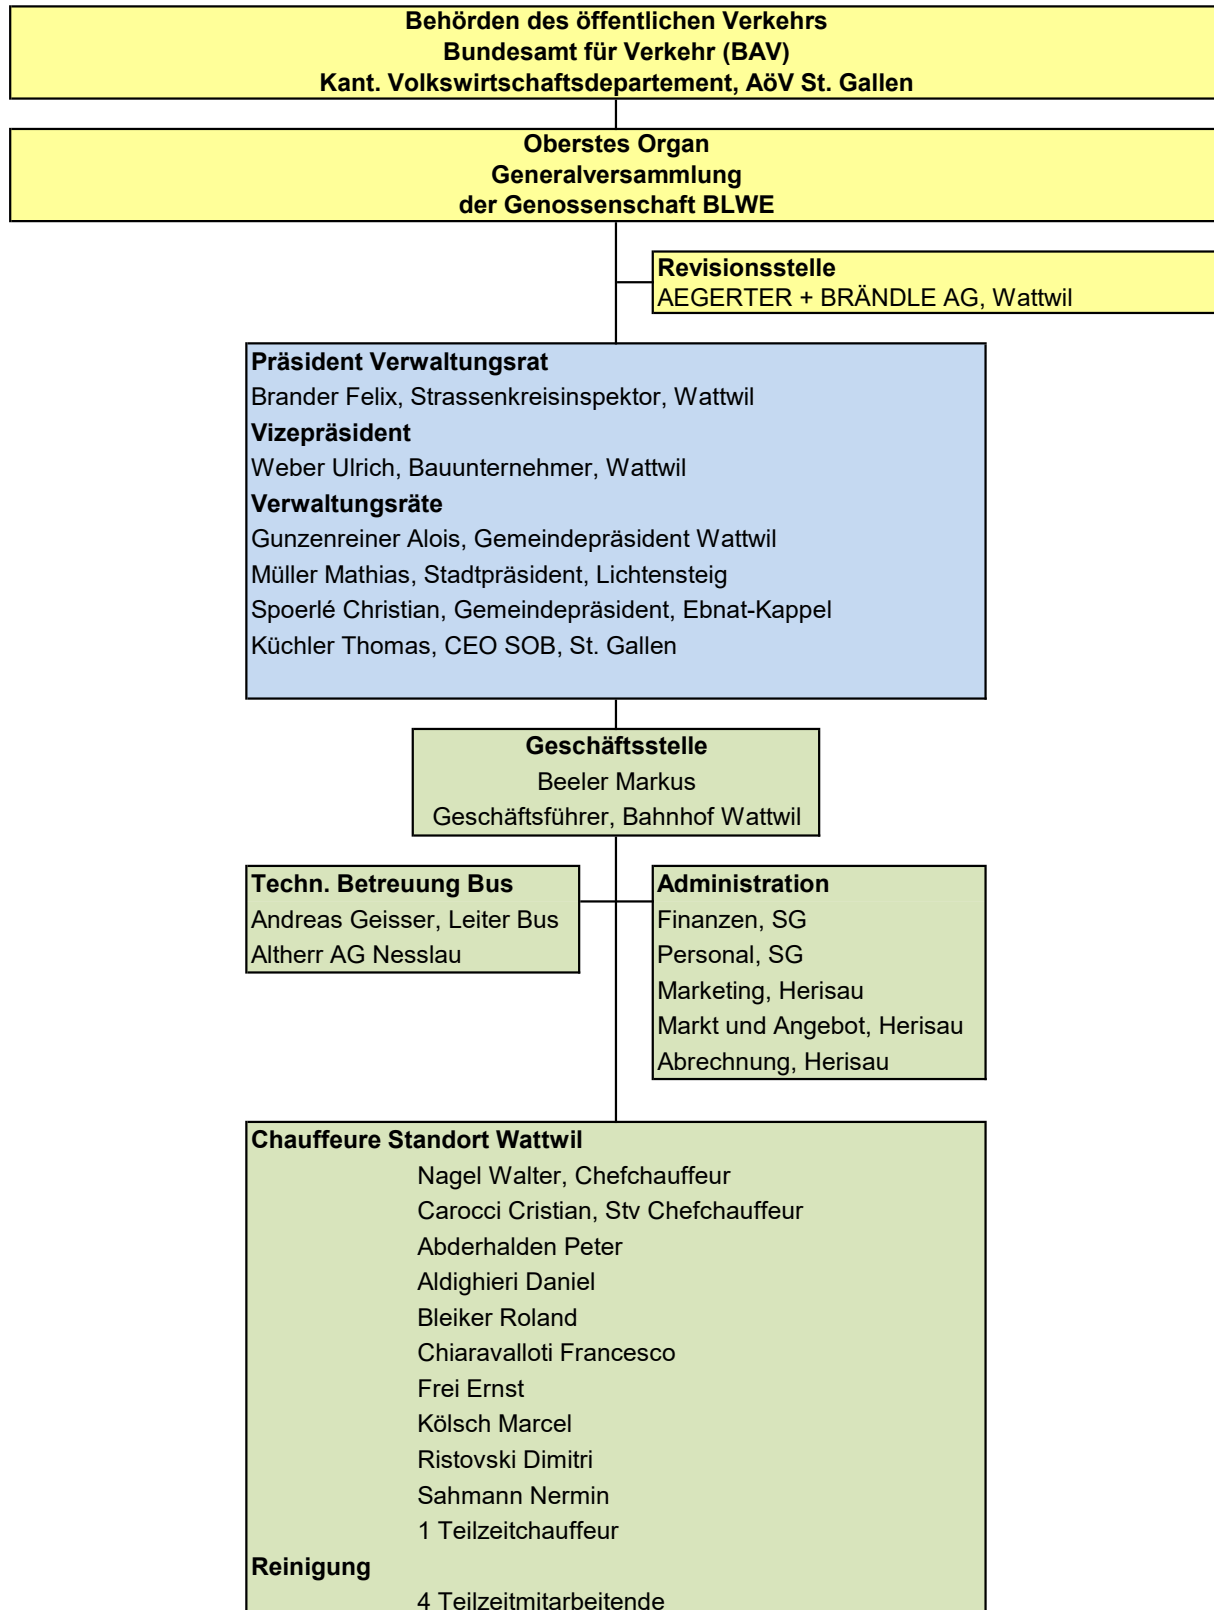 Behörden des öffentlichen Verkehrs
Bundesamt für Verkehr (BAV)
Kant. Volkswirtschaftsdepartement, AöV St. Gallen
Oberstes Organ
Generalversammlung
der Genossenschaft BLWE
Revisionsstelle
AEGERTER + BRÄNDLE AG, Wattwil
Präsident Verwaltungsrat
Brander Felix, Strassenkreisinspektor, Wattwil
Vizepräsident
Weber Ulrich, Bauunternehmer, Wattwil
Verwaltungsräte
Gunzenreiner Alois, Gemeindepräsident Wattwil
Müller Mathias, Stadtpräsident, Lichtensteig
Spoerlé Christian, Gemeindepräsident, Ebnat-Kappel
Küchler Thomas, CEO SOB, St. Gallen
Geschäftsstelle
Beeler Markus
Geschäftsführer, Bahnhof Wattwil
Techn. Betreuung Bus
Andreas Geisser, Leiter Bus
Altherr AG Nesslau
Administration
Finanzen, SG
Personal, SG
Marketing, Herisau
Markt und Angebot, Herisau
Abrechnung, Herisau
Chauffeure Standort Wattwil
Nagel Walter, Chefchauffeur
Carocci Cristian, Stv Chefchauffeur
Abderhalden Peter
Aldighieri Daniel
Bleiker Roland
Chiaravalloti Francesco
Frei Ernst
Kölsch Marcel
Ristovski Dimitri
Sahmann Nermin
1 Teilzeitchauffeur
Reinigung
4 Teilzeitmitarbeitende